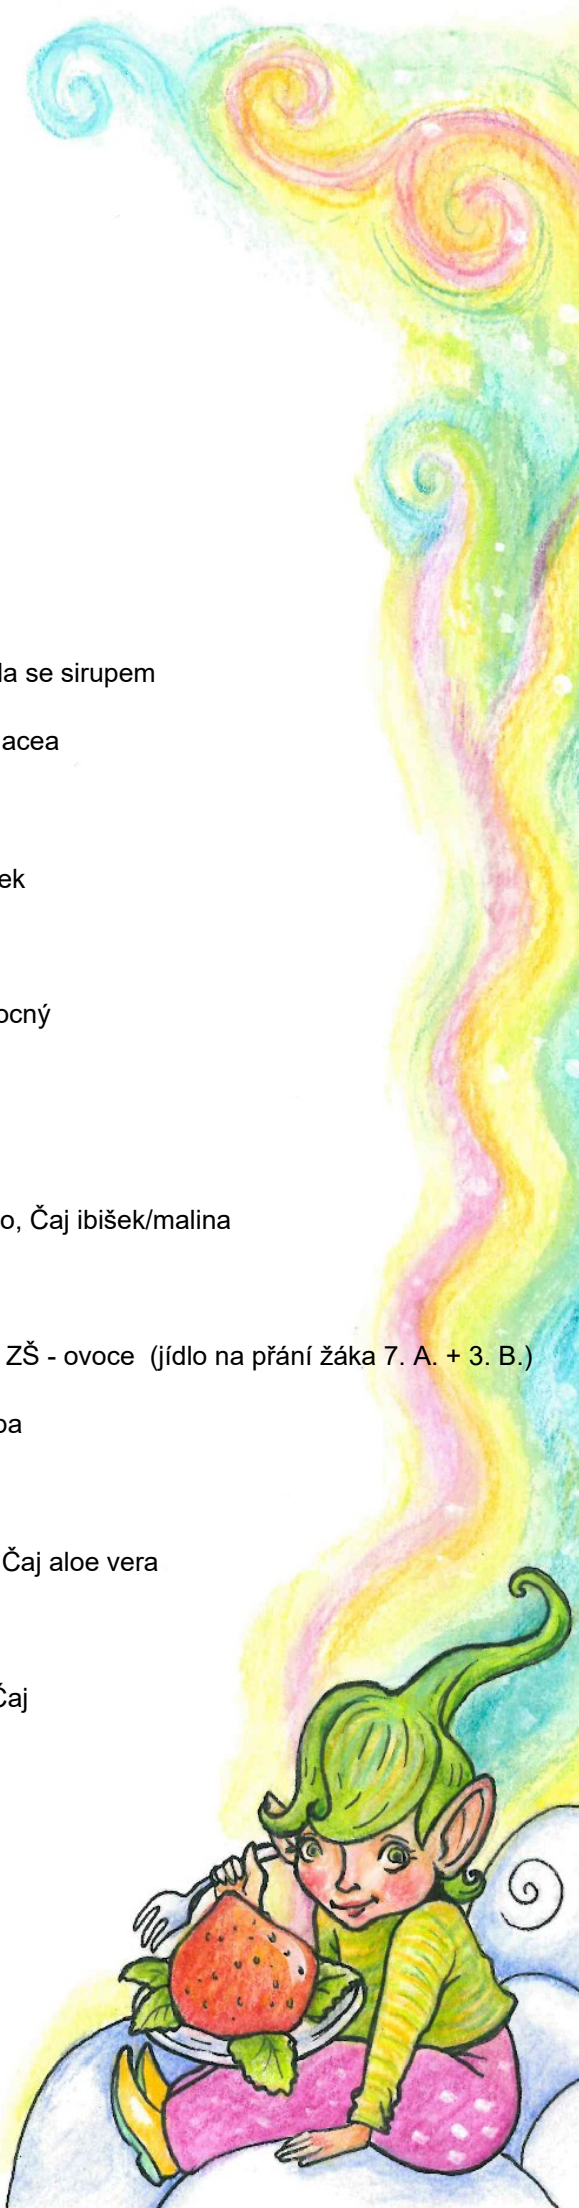 la se sirupem
acea
ek
ocný
o, Čaj ibišek/malina
ZŠ - ovoce  (jídlo na přání žáka 7. A. + 3. B.)
ba
Čaj aloe vera
Čaj